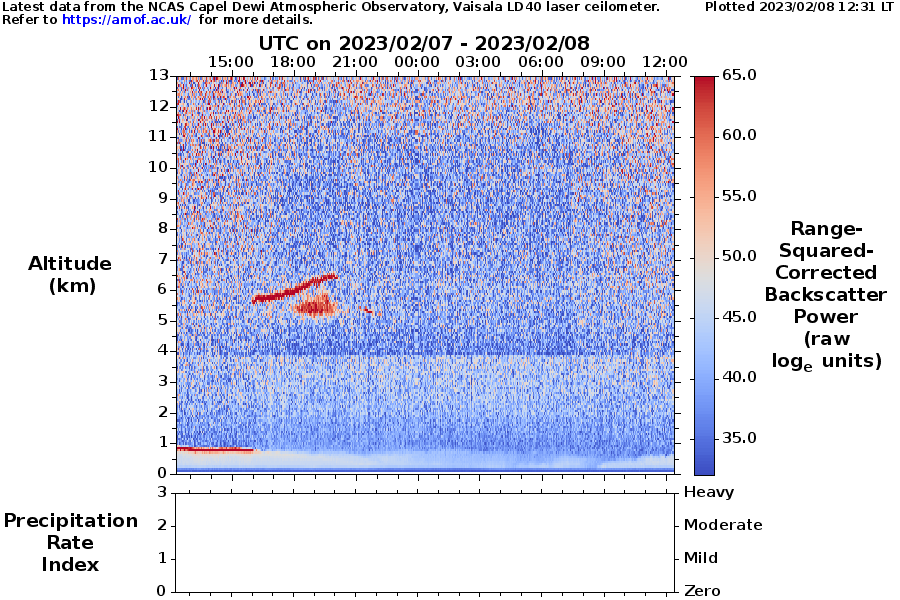 Latest data from the NCAS Capel Dewi Atmospheric Observatory, Vaisala LD40 laser ceilometer. Plotted 2023/02/08 12:31 LT
Refer to https://amof.ac.uk/ for more details.
UTC on 2023/02/07 - 2023/02/08
15:00 18:00 21:00 00:00 03:00 06:00 09:00 12:00
13
12
11
10
9
8
7
6
5
4
3
2
1
0
Altitude
(km)
65.0
60.0
55.0
50.0
45.0
40.0
35.0
Range-
Squared-
Corrected
Backscatter
Power
(raw
logₑ units)
3
2
1
0
Precipitation
Rate
Index
Heavy
Moderate
Mild
Zero